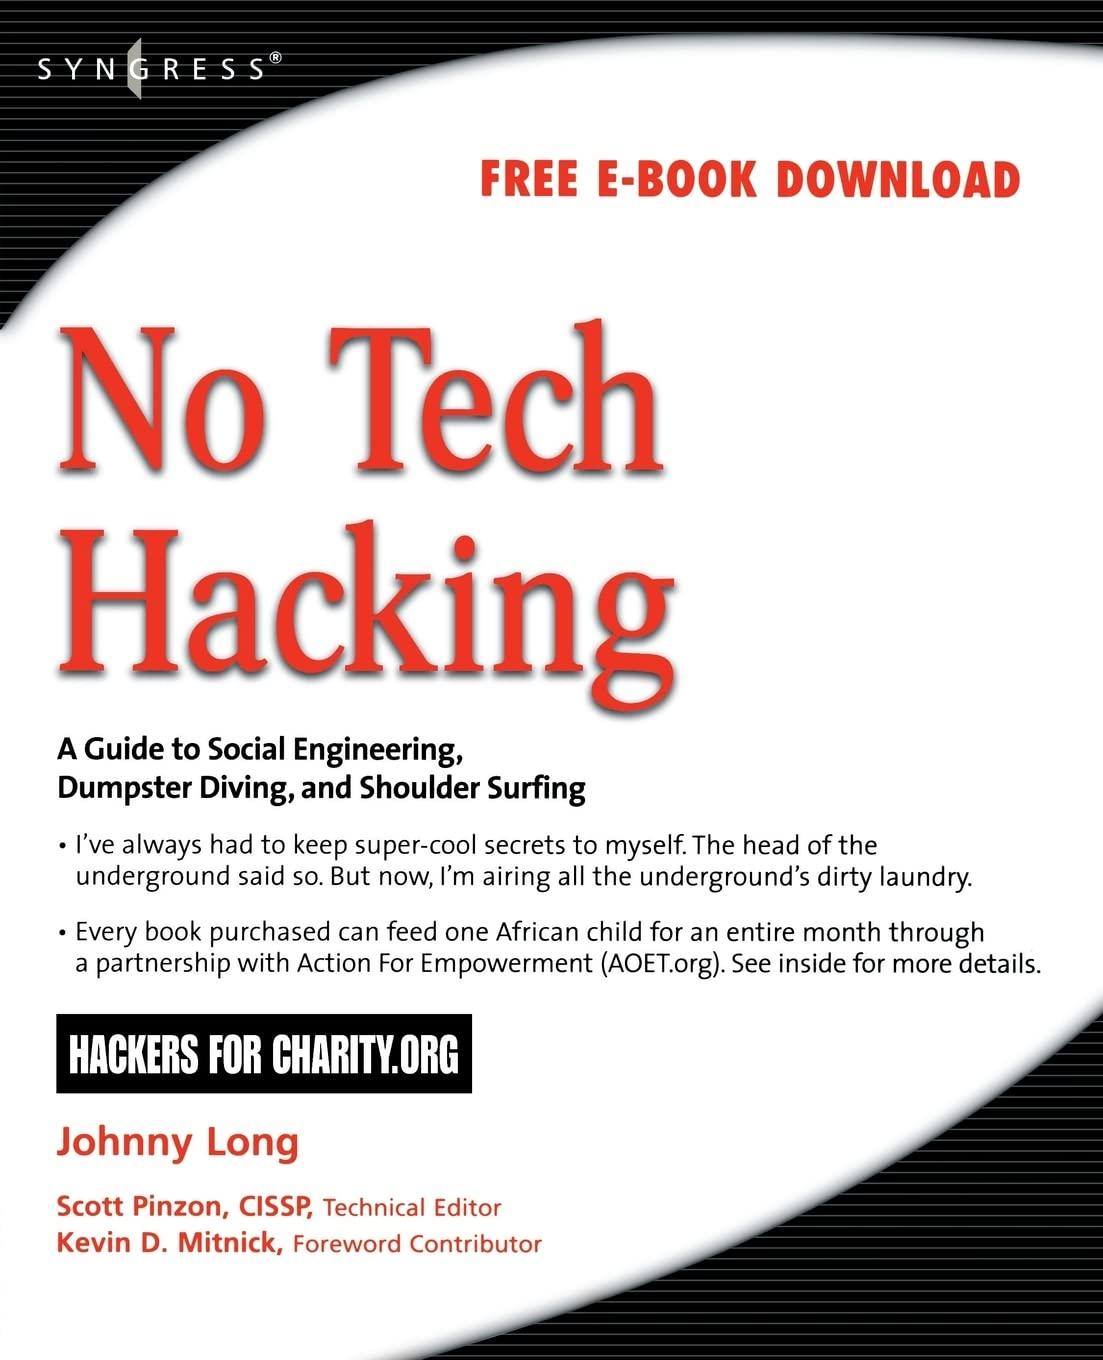 SYNGRESS®
FREE E-BOOK DOWNLOAD
No Tech
Hacking
A Guide to Social Engineering,
Dumpster Diving, and Shoulder Surfing
• I've always had to keep super-cool secrets to myself. The head of the
underground said so. But now, I'm airing all the underground's dirty laundry.
• Every book purchased can feed one African child for an entire month through
a partnership with Action For Empowerment (AOET.org). See inside for more details.
HACKERS FOR CHARITY.ORG
Johnny Long
Scott Pinzon, CISSP, Technical Editor
Kevin D. Mitnick, Foreword Contributor